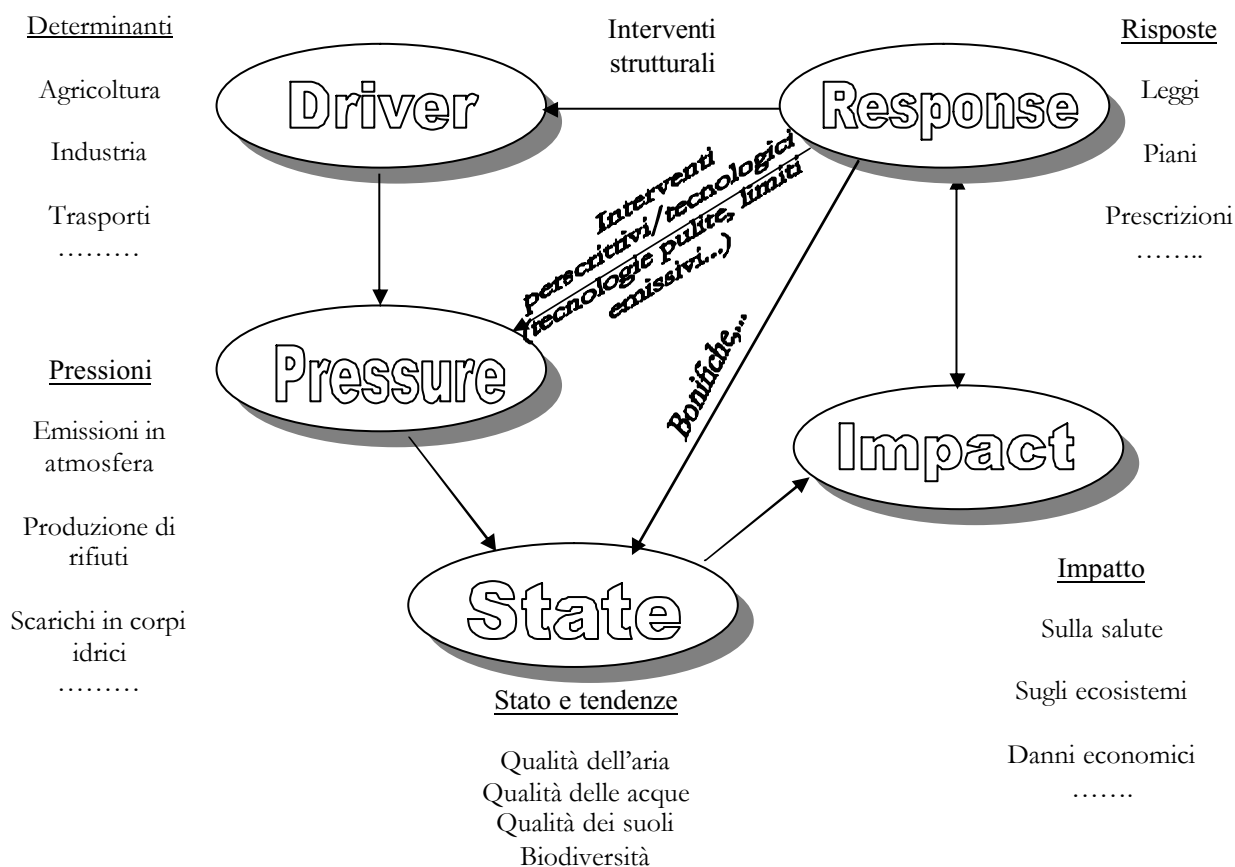 Determinanti
Agricoltura
Industria
Trasporti
………
Driver
Interventi
strutturali
Response
Risposte
Leggi
Piani
Prescrizioni
……..
Interventi
perscrittivi/tecnologici
(tecnologie pulite, limiti
emissivi...)
Bonifiche,...
Pressure
Pressioni
Emissioni in
atmosfera
Produzione di
rifiuti
Scarichi in corpi
idrici
………
Impact
State
Stato e tendenze
Qualità dell’aria
Qualità delle acque
Qualità dei suoli
Biodiversità
Impatto
Sulla salute
Sugli ecosistemi
Danni economici
…….